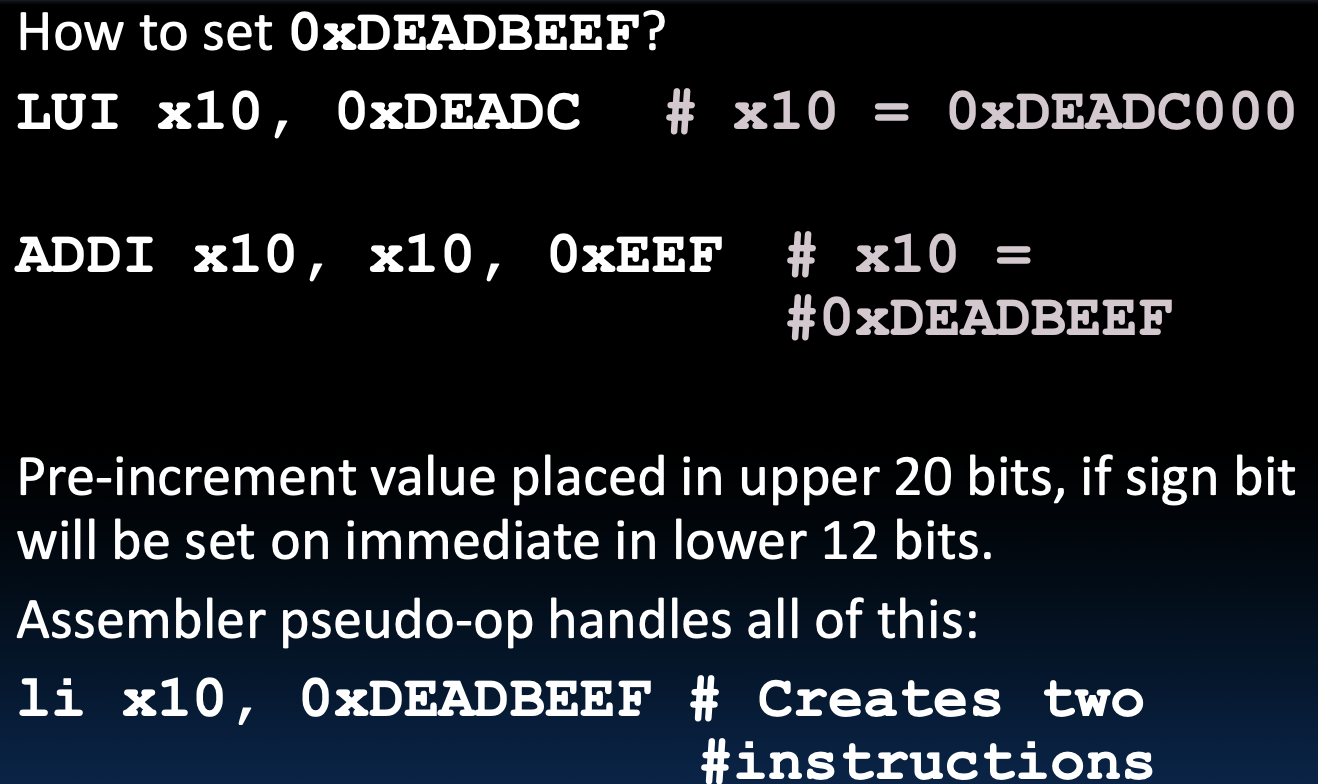 How to set 0xDEADBEEF?
LUI x10, 0xDEADC # x10 = 0xDEADC000
ADDI x10, x10, 0xEEF # x10 =
#0xDEADBEEF
Pre-increment value placed in upper 20 bits, if sign bit
will be set on immediate in lower 12 bits.
Assembler pseudo-op handles all of this:
li x10, 0xDEADBEEF # Creates two
#instructions